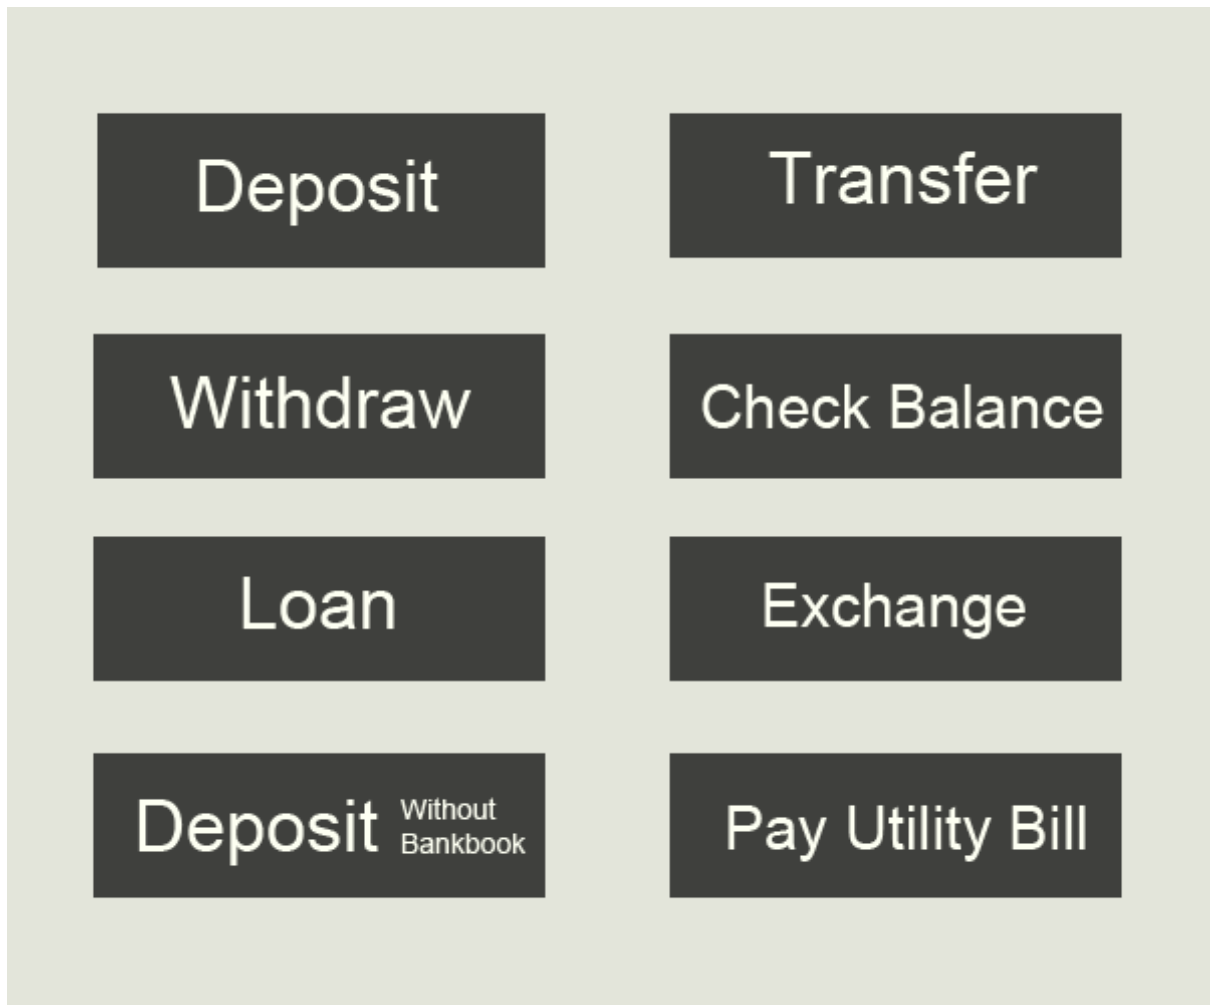 Deposit
Transfer
Withdraw
Check Balance
Loan
Exchange
Deposit Without
Bankbook
Pay Utility Bill